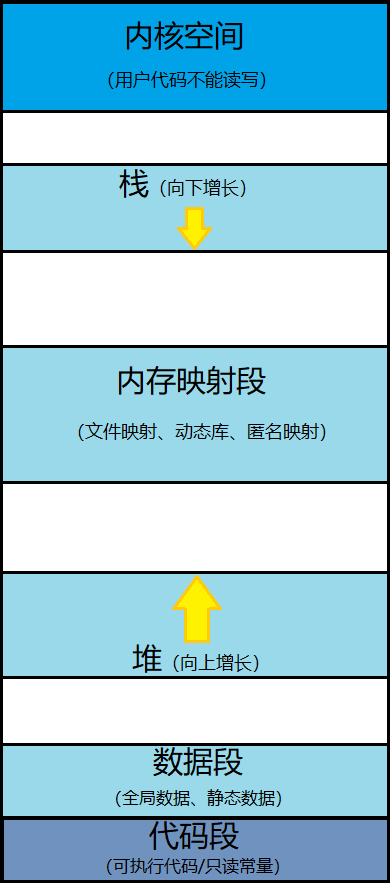 内核空间
（用户代码不能读写）
栈（向下增长）
内存映射段
（文件映射、动态库、匿名映射）
堆（向上增长）
数据段
（全局数据、静态数据）
代码段
（可执行代码/只读常量）